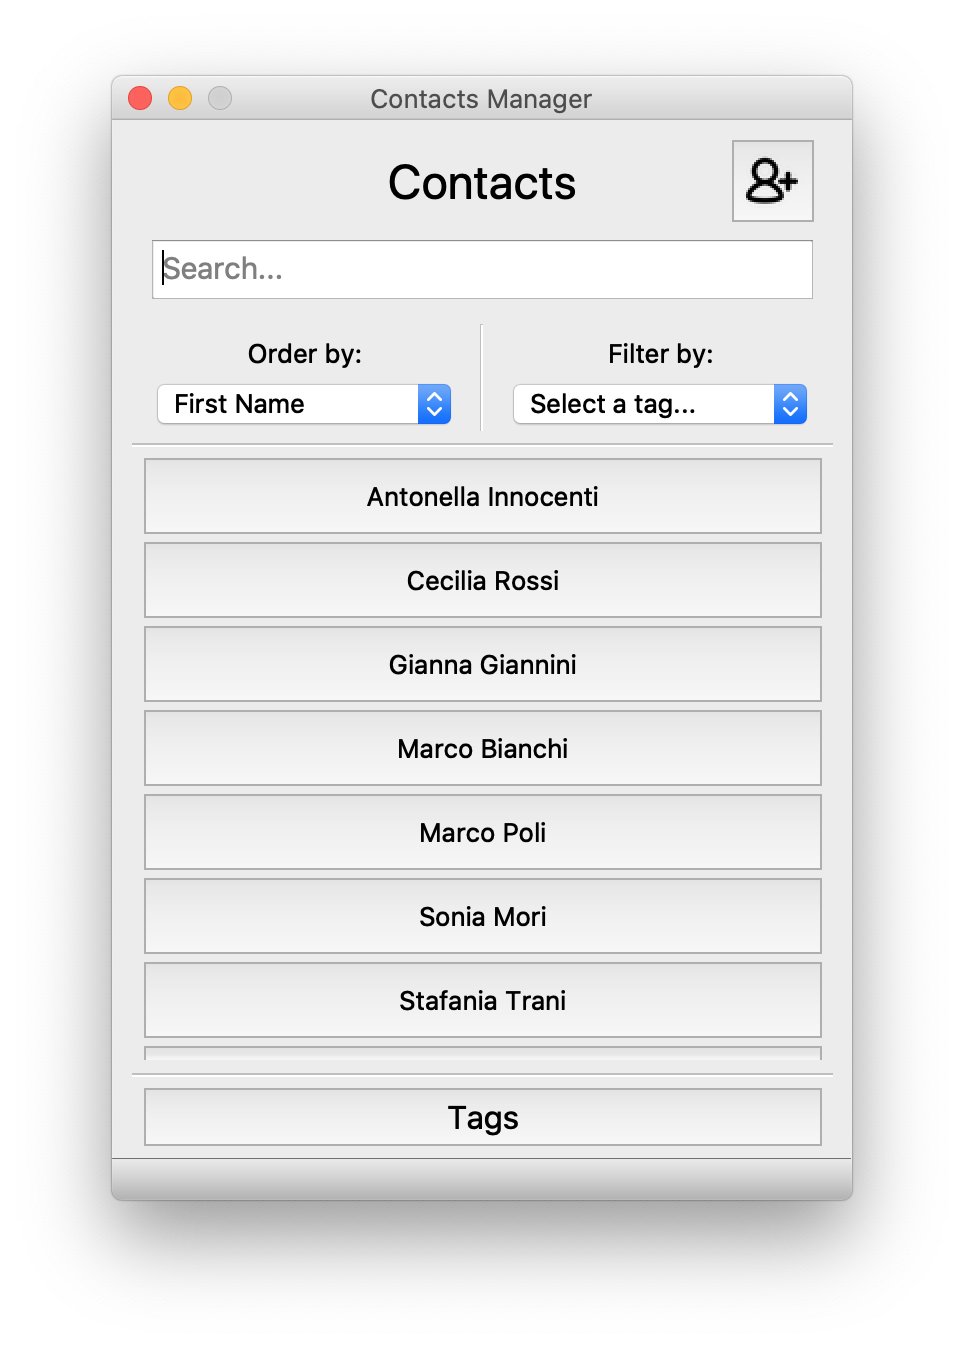 Contacts Manager
Contacts
Search...
Order by:
Filter by:
First Name
Select a tag...
Antonella Innocenti
Cecilia Rossi
Gianna Giannini
Marco Bianchi
Marco Poli
Sonia Mori
Stafania Trani
Tags